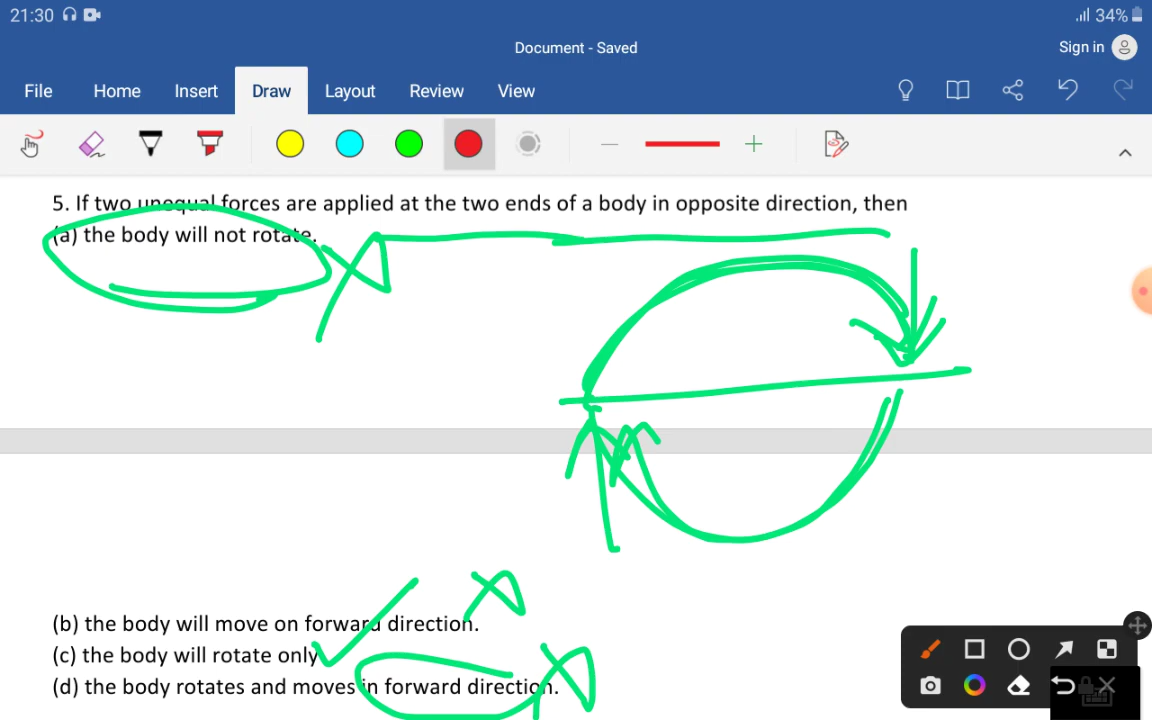 21:30
34%
Document - Saved
Sign in
File Home Insert Draw Layout Review View
5. If two unequal forces are applied at the two ends of a body in opposite direction, then
(a) the body will not rotate.
(b) the body will move on forward direction.
(c) the body will rotate only
(d) the body rotates and moves in forward direction.